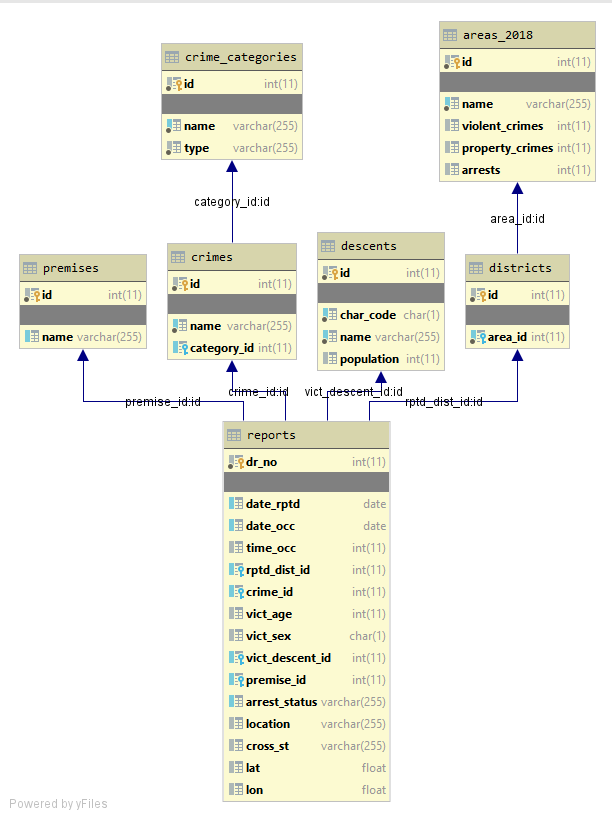 areas_2018
id int(11)
name varchar(255)
violent_crimes int(11)
property_crimes int(11)
arrests int(11)
crime_categories
id int(11)
name varchar(255)
type varchar(255)
category_id:id
area_id:id
premises
id int(11)
name varchar(255)
crimes
id int(11)
name varchar(255)
category_id int(11)
descents
id int(11)
char_code char(1)
name varchar(255)
population int(11)
districts
id int(11)
area_id int(11)
premise_id:id
crime_id:id
vict_descent_id:id
rptd_dist_id:id
reports
dr_no int(11)
date_rptd date
date_occ date
time_occ int(11)
rptd_dist_id int(11)
crime_id int(11)
vict_age int(11)
vict_sex char(1)
vict_descent_id int(11)
premise_id int(11)
arrest_status varchar(255)
location varchar(255)
cross_st varchar(255)
lat float
lon float
Powered by yFiles